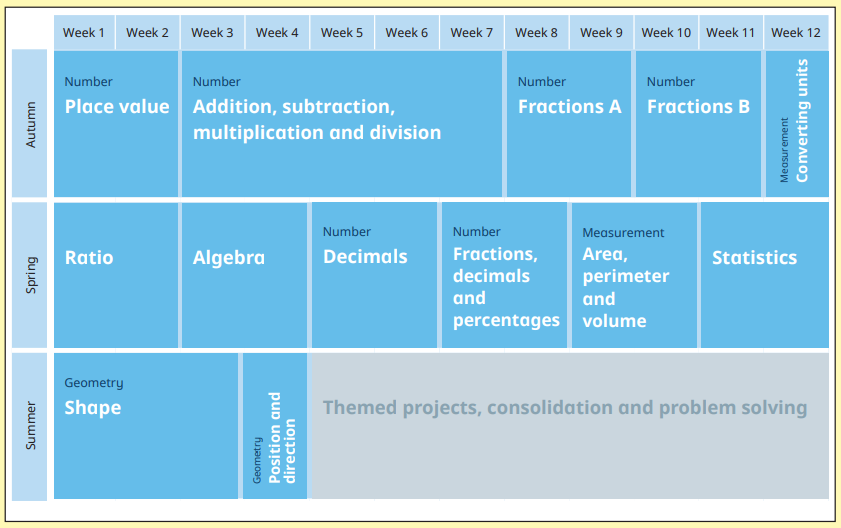 Week 1 Week 2 Week 3 Week 4 Week 5 Week 6 Week 7 Week 8 Week 9 Week 10 Week 11 Week 12
Autumn
Number
Place value
Number
Addition, subtraction,
multiplication and division
Number
Fractions A
Number
Fractions B
Measurement
Converting units
Spring
Ratio
Algebra
Number
Decimals
Number
Fractions,
decimals
and
percentages
Measurement
Area,
perimeter
and
volume
Statistics
Summer
Geometry
Shape
Geometry
Position and
direction
Themed projects, consolidation and problem solving